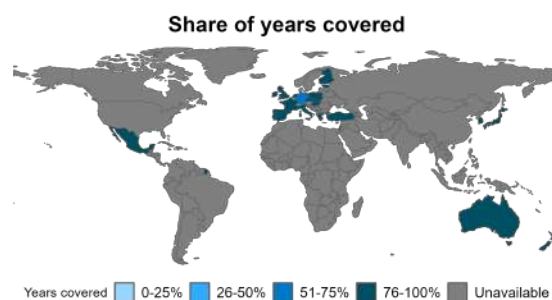 Share of years covered
Years covered 0-25% 26-50% 51-75% 76-100% Unavailable